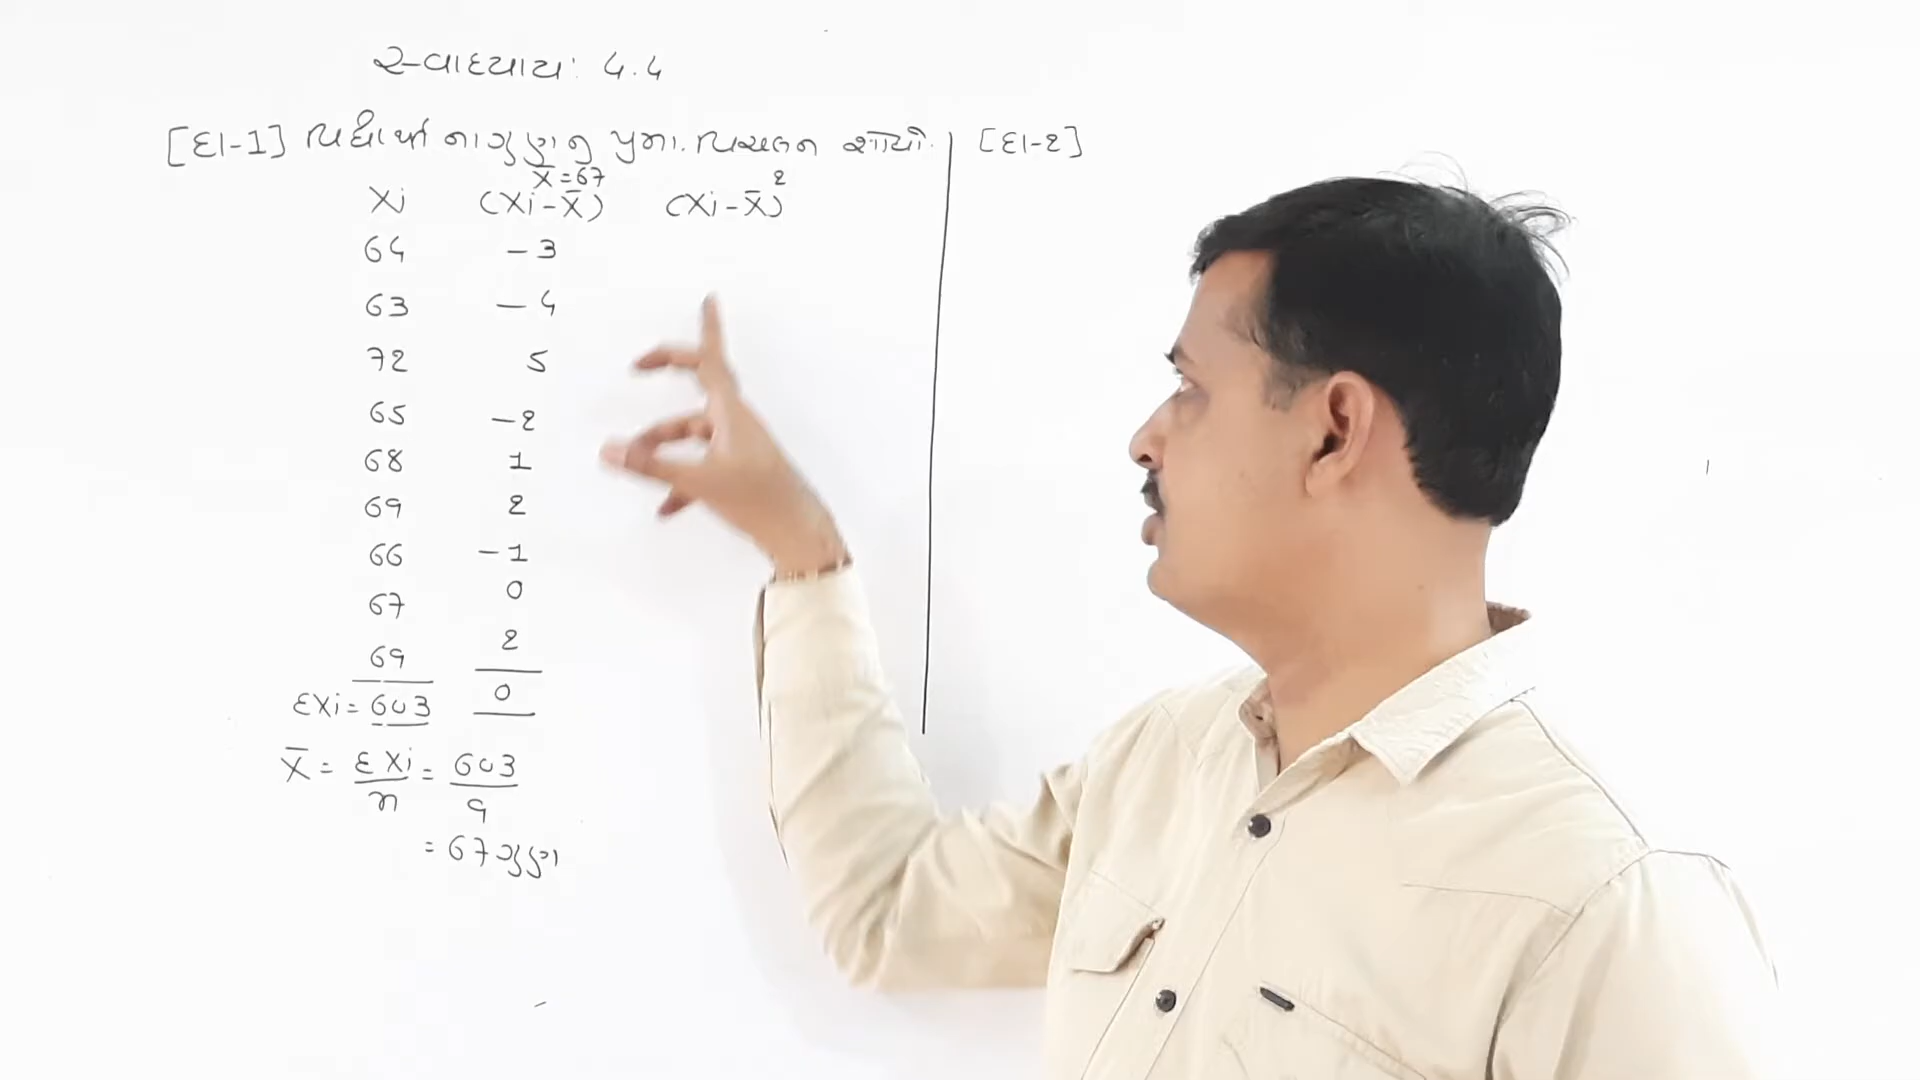 સ્વાધ્યાય: 4.4
[દા-1] વિદ્યાર્થી ના ગુણનું પ્રમા. વિચલન શોધો.
[દા-2]
x̄ = 67
xi (xi - x̄) (xi - x̄)²
64 -3
63 -4
72 5
65 -2
68 1
69 2
66 -1
67 0
69 2
Σxi = 603 0
x̄ = Σxi/n = 603/9
= 67 ગુણ